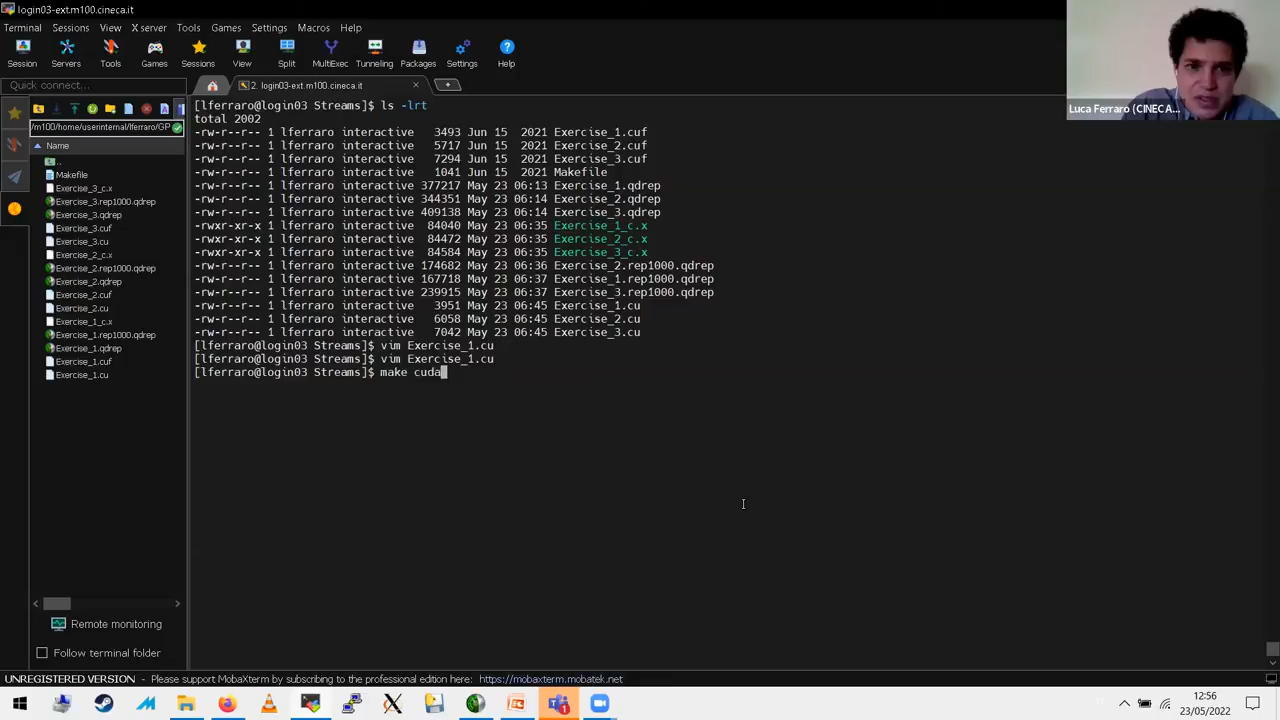 login03-ext.m100.cineca.it
Terminal Sessions View X server Tools Games Settings Macros Help
Session Servers Tools Games Sessions View Split MultiExec Tunneling Packages Settings Help
Quick connect...
2. login03-ext.m100.cineca.it
/m100/home/userinternal/lferraro/GP
Name
..
Makefile
Exercise_3_c.x
Exercise_3.rep1000.qdrep
Exercise_3.qdrep
Exercise_3.cuf
Exercise_3.cu
Exercise_2_c.x
Exercise_2.rep1000.qdrep
Exercise_2.qdrep
Exercise_2.cuf
Exercise_2.cu
Exercise_1_c.x
Exercise_1.rep1000.qdrep
Exercise_1.qdrep
Exercise_1.cuf
Exercise_1.cu
Remote monitoring
Follow terminal folder
[lferraro@login03 Streams]$ ls -lrt
total 2002
-rw-r--r-- 1 lferraro interactive 3493 Jun 15 2021 Exercise_1.cuf
-rw-r--r-- 1 lferraro interactive 5717 Jun 15 2021 Exercise_2.cuf
-rw-r--r-- 1 lferraro interactive 7294 Jun 15 2021 Exercise_3.cuf
-rw-r--r-- 1 lferraro interactive 1041 Jun 15 2021 Makefile
-rw-r--r-- 1 lferraro interactive 377217 May 23 06:13 Exercise_1.qdrep
-rw-r--r-- 1 lferraro interactive 344351 May 23 06:14 Exercise_2.qdrep
-rw-r--r-- 1 lferraro interactive 409138 May 23 06:14 Exercise_3.qdrep
-rwxr-xr-x 1 lferraro interactive 84040 May 23 06:35 Exercise_1_c.x
-rwxr-xr-x 1 lferraro interactive 84472 May 23 06:35 Exercise_2_c.x
-rwxr-xr-x 1 lferraro interactive 84584 May 23 06:35 Exercise_3_c.x
-rw-r--r-- 1 lferraro interactive 174682 May 23 06:36 Exercise_2.rep1000.qdrep
-rw-r--r-- 1 lferraro interactive 167718 May 23 06:37 Exercise_1.rep1000.qdrep
-rw-r--r-- 1 lferraro interactive 239915 May 23 06:37 Exercise_3.rep1000.qdrep
-rw-r--r-- 1 lferraro interactive 3951 May 23 06:45 Exercise_1.cu
-rw-r--r-- 1 lferraro interactive 6058 May 23 06:45 Exercise_2.cu
-rw-r--r-- 1 lferraro interactive 7042 May 23 06:45 Exercise_3.cu
[lferraro@login03 Streams]$ vim Exercise_1.cu
[lferraro@login03 Streams]$ vim Exercise_1.cu
[lferraro@login03 Streams]$ make cuda
Luca Ferraro (CINECA...
UNREGISTERED VERSION - Please support MobaXterm by subscribing to the professional edition here: https://mobaxterm.mobatek.net
12:56
23/05/2022